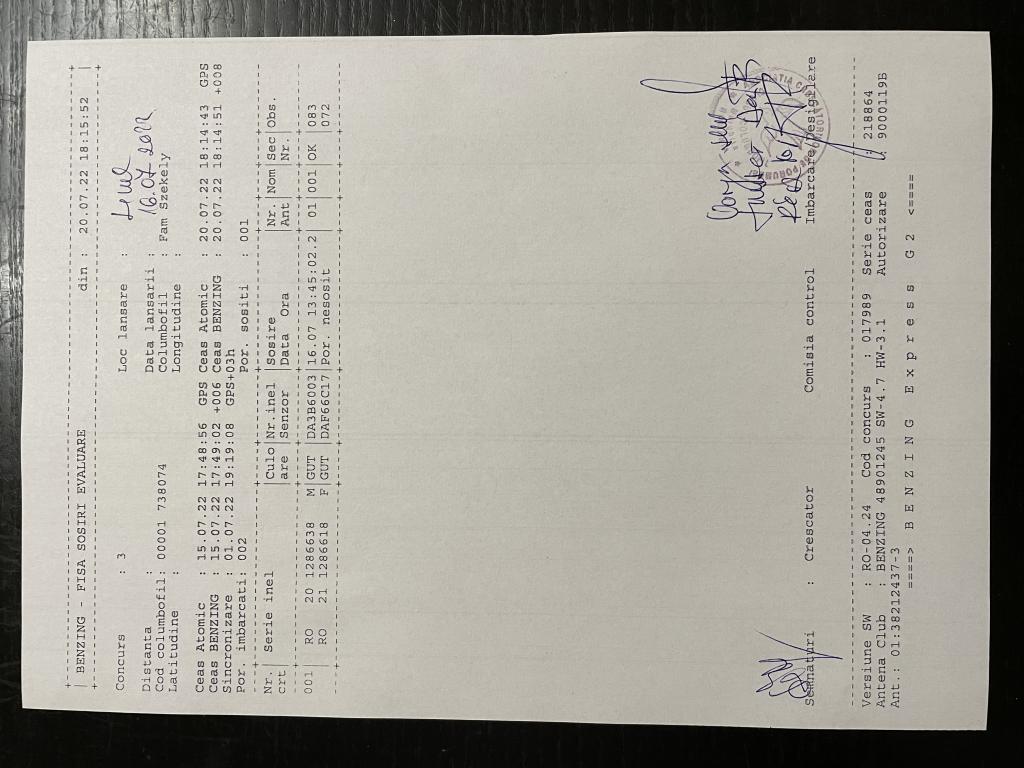 +-----------------------------------------------------------------+
| BENZING - FISA SOSIRI EVALUARE din : 20.07.22 18:15:52 |
+-----------------------------------------------------------------+
Concurs : 3 Loc lansare :
Distanta Data lansarii : 16.07 2022
Cod columbofil: 00001 738074 Columbofil : Fam Szekely
Latitudine : Longitudine :
Ceas Atomic : 15.07.22 17:48:56 GPS Ceas Atomic : 20.07.22 18:14:43 GPS
Ceas BENZING : 15.07.22 17:49:02 +006 Ceas BENZING : 20.07.22 18:14:51 +008
Sincronizare : 01.07.22 19:19:08 GPS+03h
Por. imbarcati: 002 Por. sositi : 001
Nr.| Serie inel |Culo|Nr.inel |Sosire |Nr.|Nom|Sec|Obs.
crt| |are |Senzor |Data Ora |Ant| |Nr.|
001| RO 20 1286638 M|GUT |DA3B6003|16.07 13:45:02.2| 01|001|OK |083
| RO 21 1286618 F|GUT |DAF66C17|Por. nesosit | | | |072
Semnaturi : Crescator Comisia control Imbarcare/Desigilare
Versiune SW : RO-04.24 Cod concurs : 017989 Serie ceas : 218864
Antena Club : BENZING 48901245 SW-4.7 HW-3.1 Autorizare : 9000119B
Ant.: 01:38212437-3
====> B E N Z I N G E x p r e s s G 2 <====